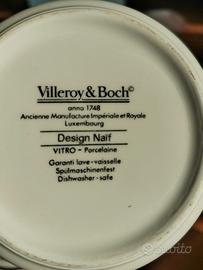 Villeroy & Boch©
anno 1748
Ancienne Manufacture Impériale et Royale
Luxembourg
Design Naïf
VITRO - Porcelaine
Garanti lave-vaisselle
Spülmaschinenfest
Dishwasher-safe
subito